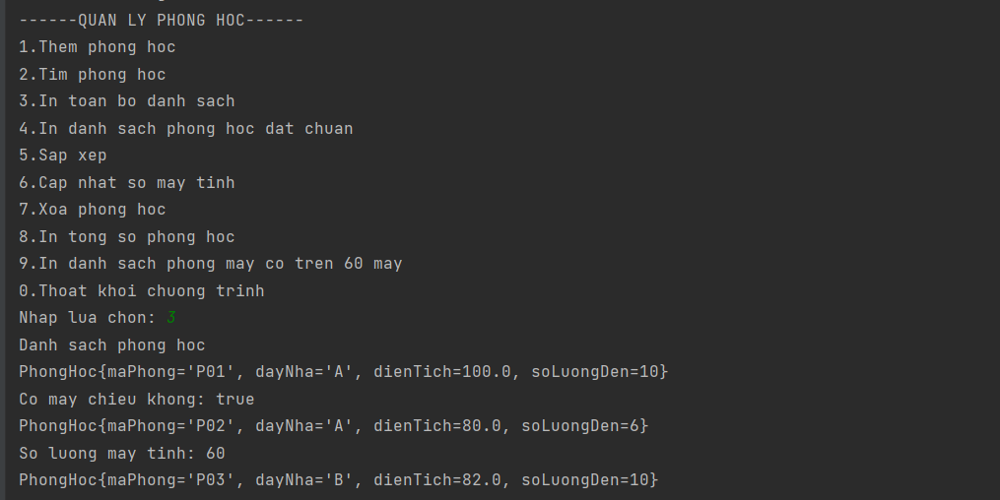 ------QUAN LY PHONG HOC------
1.Them phong hoc
2.Tim phong hoc
3.In toan bo danh sach
4.In danh sach phong hoc dat chuan
5.Sap xep
6.Cap nhat so may tinh
7.Xoa phong hoc
8.In tong so phong hoc
9.In danh sach phong may co tren 60 may
0.Thoat khoi chuong trinh
Nhap lua chon: 3
Danh sach phong hoc
PhongHoc{maPhong='P01', dayNha='A', dienTich=100.0, soLuongDen=10}
Co may chieu khong: true
PhongHoc{maPhong='P02', dayNha='A', dienTich=80.0, soLuongDen=6}
So luong may tinh: 60
PhongHoc{maPhong='P03', dayNha='B', dienTich=82.0, soLuongDen=10}